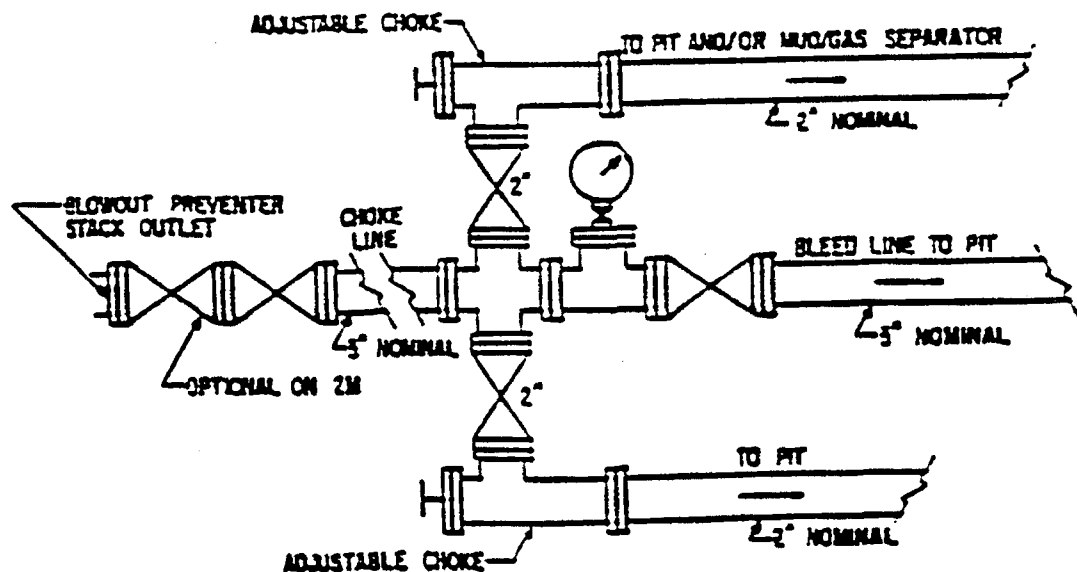 ADJUSTABLE CHOKE
TO PIT AND/OR MUD/GAS SEPARATOR
2" NOMINAL
2"
BLOWOUT PREVENTER
STACK OUTLET
CHOKE
LINE
BLEED LINE TO PIT
3" NOMINAL
3" NOMINAL
OPTIONAL ON 2M
2"
TO PIT
2" NOMINAL
ADJUSTABLE CHOKE